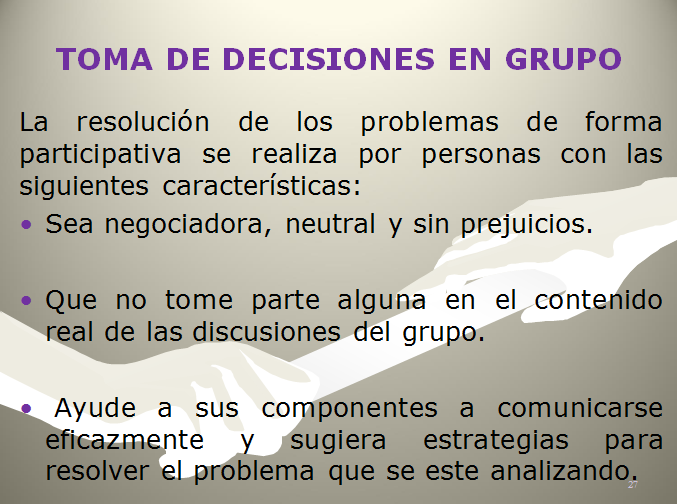 TOMA DE DECISIONES EN GRUPO
La resolución de los problemas de forma
participativa se realiza por personas con las
siguientes características:
• Sea negociadora, neutral y sin prejuicios.
• Que no tome parte alguna en el contenido
real de las discusiones del grupo.
• Ayude a sus componentes a comunicarse
eficazmente y sugiera estrategias para
resolver el problema que se este analizando.
27